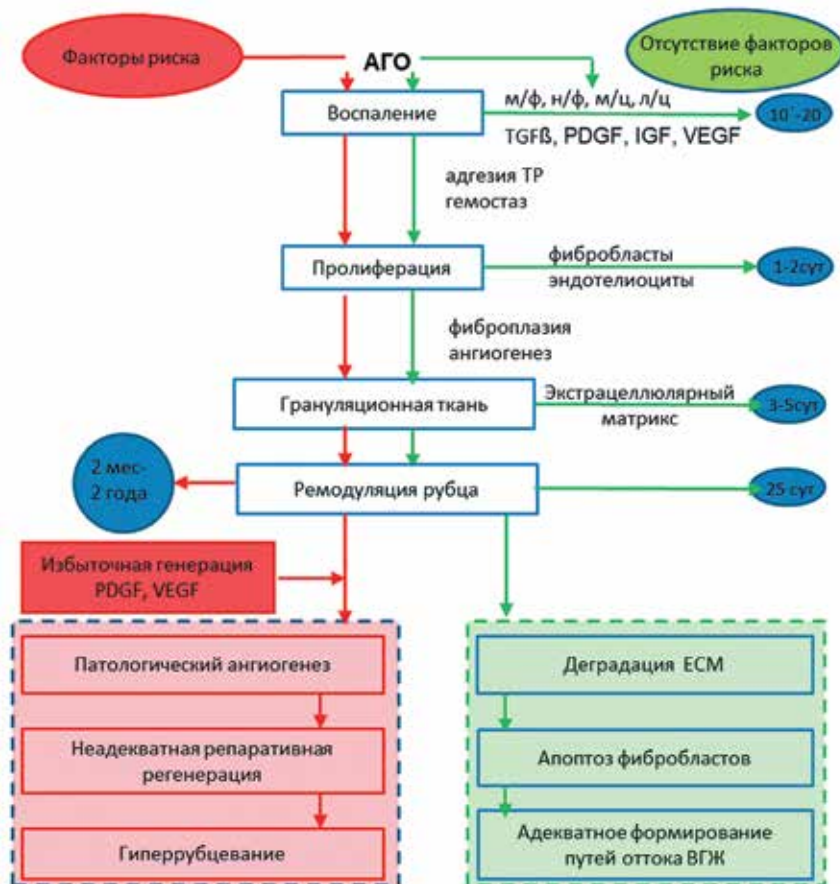 Факторы риска
АГО
Отсутствие факторов
риска
м/ф, н/ф, м/ц, л/ц
Воспаление
10´-20
TGFß, PDGF, IGF, VEGF
адгезия ТР
гемостаз
Пролиферация
фибробласты
эндотелиоциты
1-2сут
фиброплазия
ангиогенез
Грануляционная ткань
Экстрацеллюлярный
матрикс
3-5сут
2 мес-
2 года
Ремодуляция рубца
25 сут
Избыточная генерация
PDGF, VEGF
Патологический ангиогенез
Неадекватная репаративная
регенерация
Гиперрубцевание
Деградация ЕСМ
Апоптоз фибробластов
Адекватное формирование
путей оттока ВГЖ